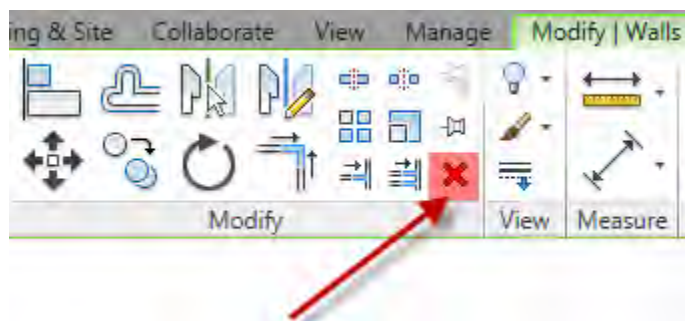 ing & Site Collaborate View Manage Modify | Walls
Modify View Measure